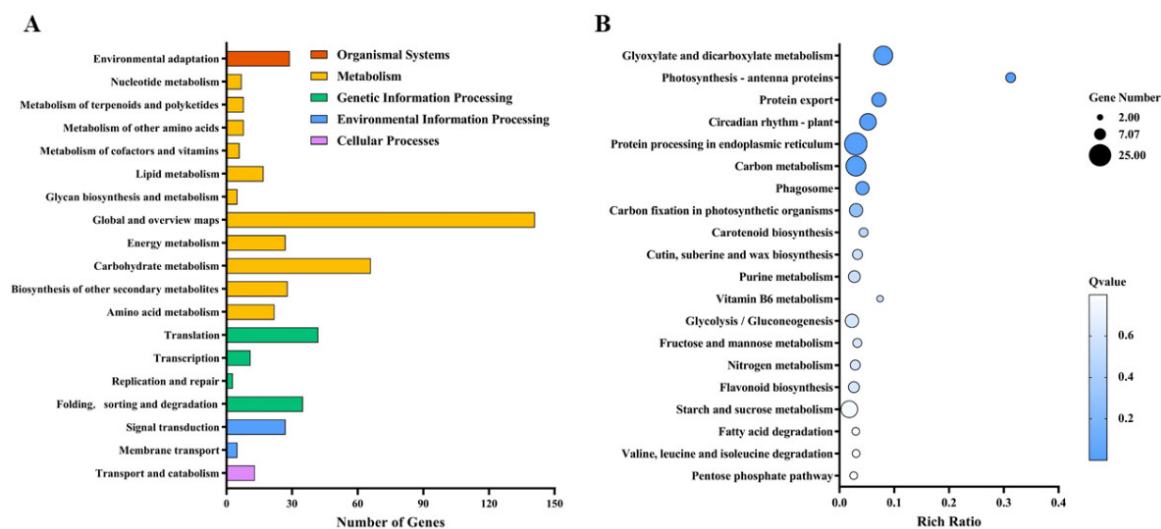 A
Environmental adaptation
Nucleotide metabolism
Metabolism of terpenoids and polyketides
Metabolism of other amino acids
Metabolism of cofactors and vitamins
Lipid metabolism
Glycan biosynthesis and metabolism
Global and overview maps
Energy metabolism
Carbohydrate metabolism
Biosynthesis of other secondary metabolites
Amino acid metabolism
Translation
Transcription
Replication and repair
Folding, sorting and degradation
Signal transduction
Membrane transport
Transport and catabolism
0 30 60 90 120 150
Number of Genes
Organismal Systems
Metabolism
Genetic Information Processing
Environmental Information Processing
Cellular Processes
B
Glyoxylate and dicarboxylate metabolism
Photosynthesis - antenna proteins
Protein export
Circadian rhythm - plant
Protein processing in endoplasmic reticulum
Carbon metabolism
Phagosome
Carbon fixation in photosynthetic organisms
Carotenoid biosynthesis
Cutin, suberine and wax biosynthesis
Purine metabolism
Vitamin B6 metabolism
Glycolysis / Gluconeogenesis
Fructose and mannose metabolism
Nitrogen metabolism
Flavonoid biosynthesis
Starch and sucrose metabolism
Fatty acid degradation
Valine, leucine and isoleucine degradation
Pentose phosphate pathway
0.0 0.1 0.2 0.3 0.4
Rich Ratio
Gene Number
2.00
7.07
25.00
Qvalue
0.6
0.4
0.2